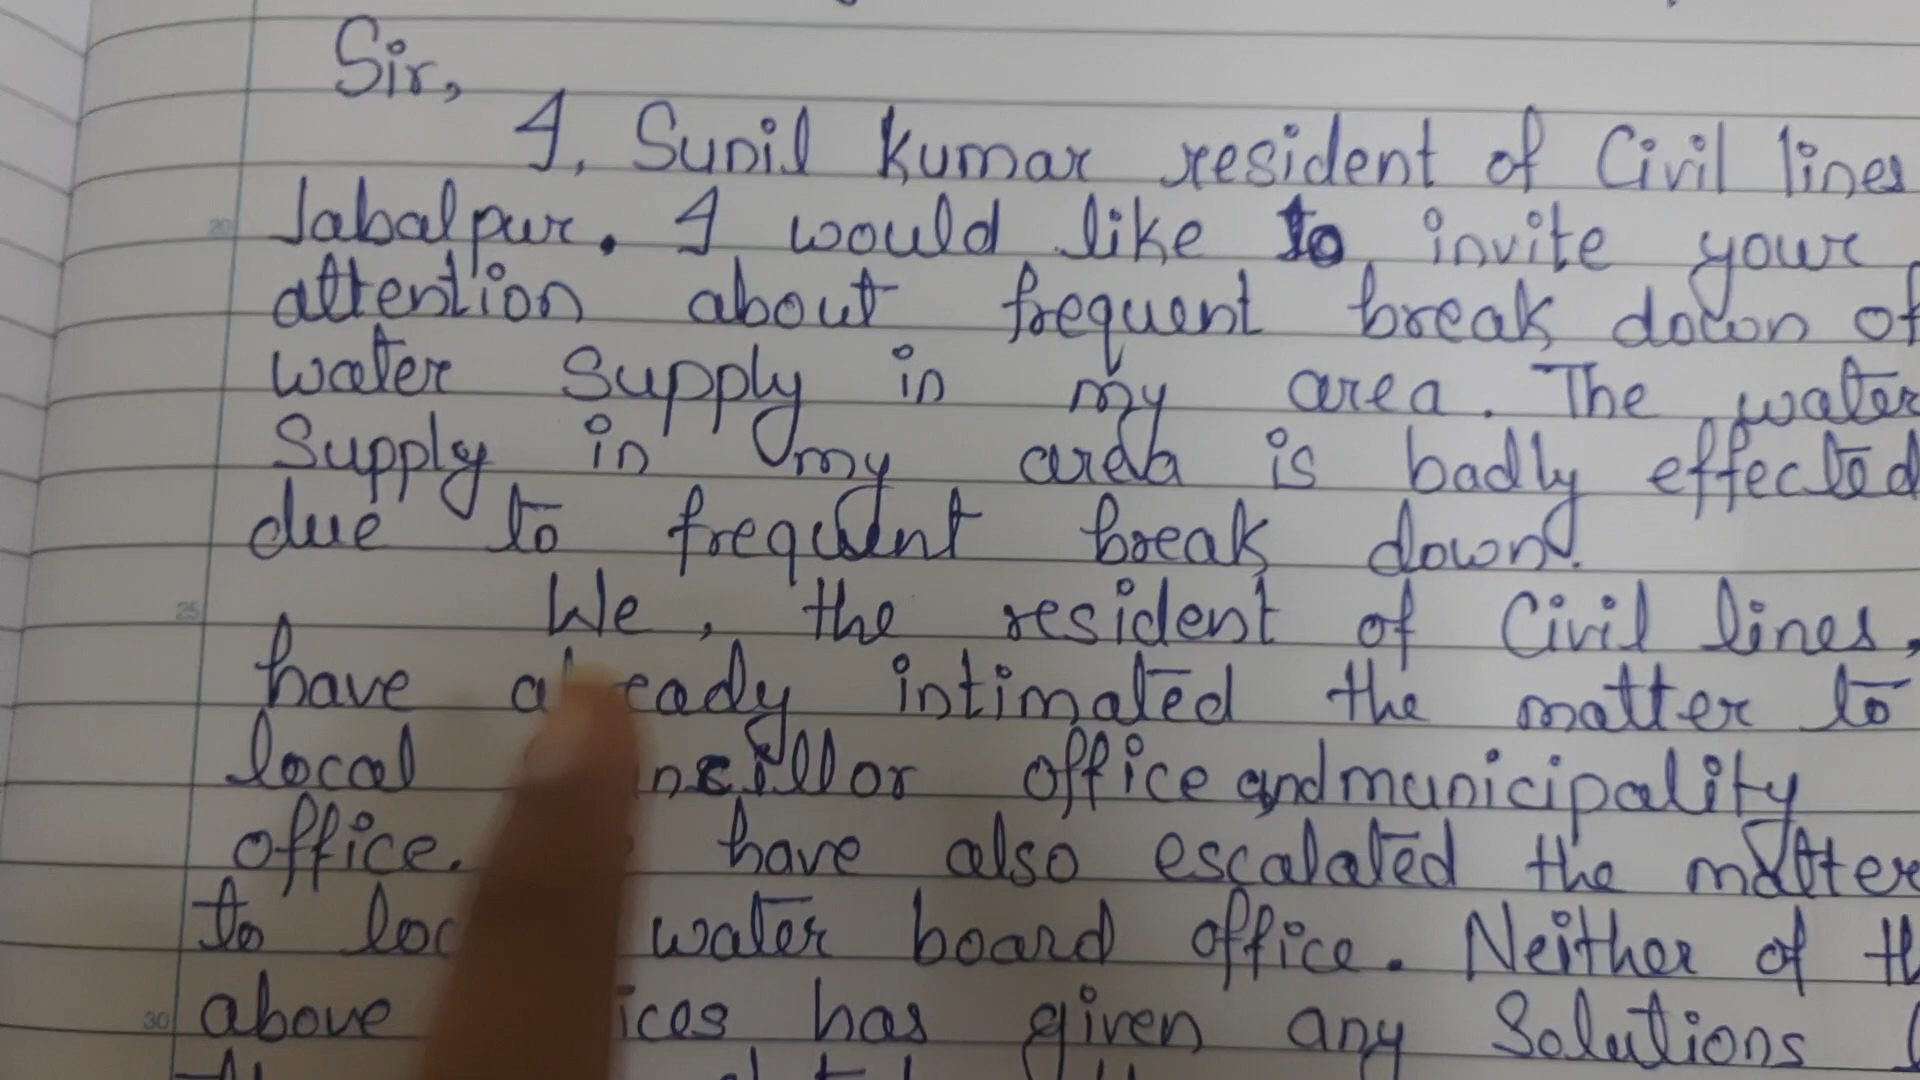 Sir,
I, Sunil Kumar resident of Civil lines
Jabalpur. I would like to invite your
attention about frequent break down of
water supply in my area. The water
Supply in my area is badly effected
due to frequent break down.
We, the resident of Civil lines,
have already intimated the matter to
local office and municipality
office. have also escalated the matter
to water board office. Neither of
above has given any Solutions